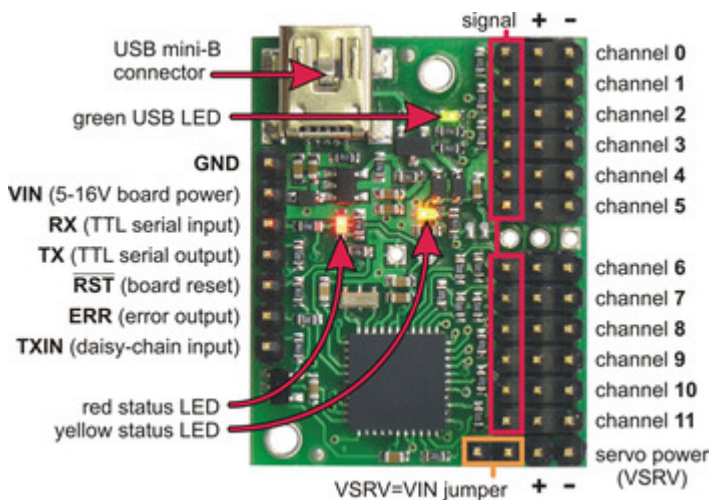 signal + −
USB mini-B
connector
green USB LED
GND
VIN (5-16V board power)
RX (TTL serial input)
TX (TTL serial output)
RST (board reset)
ERR (error output)
TXIN (daisy-chain input)
red status LED
yellow status LED
channel 0
channel 1
channel 2
channel 3
channel 4
channel 5
channel 6
channel 7
channel 8
channel 9
channel 10
channel 11
servo power
(VSRV)
VSRV=VIN jumper + −